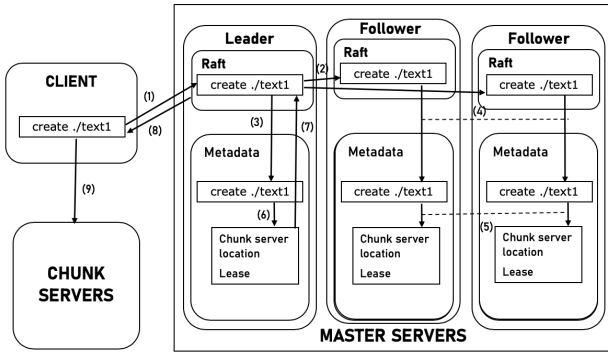 CLIENT
create ./text1
(1)
(8)
(9)
CHUNK
SERVERS
Leader
Raft
create ./text1
(2)
(3)
(7)
Metadata
create ./text1
(6)
Chunk server
location
Lease
Follower
Raft
create ./text1
Metadata
create ./text1
Chunk server
location
Lease
Follower
Raft
create ./text1
(4)
Metadata
create ./text1
(5)
Chunk server
location
Lease
MASTER SERVERS